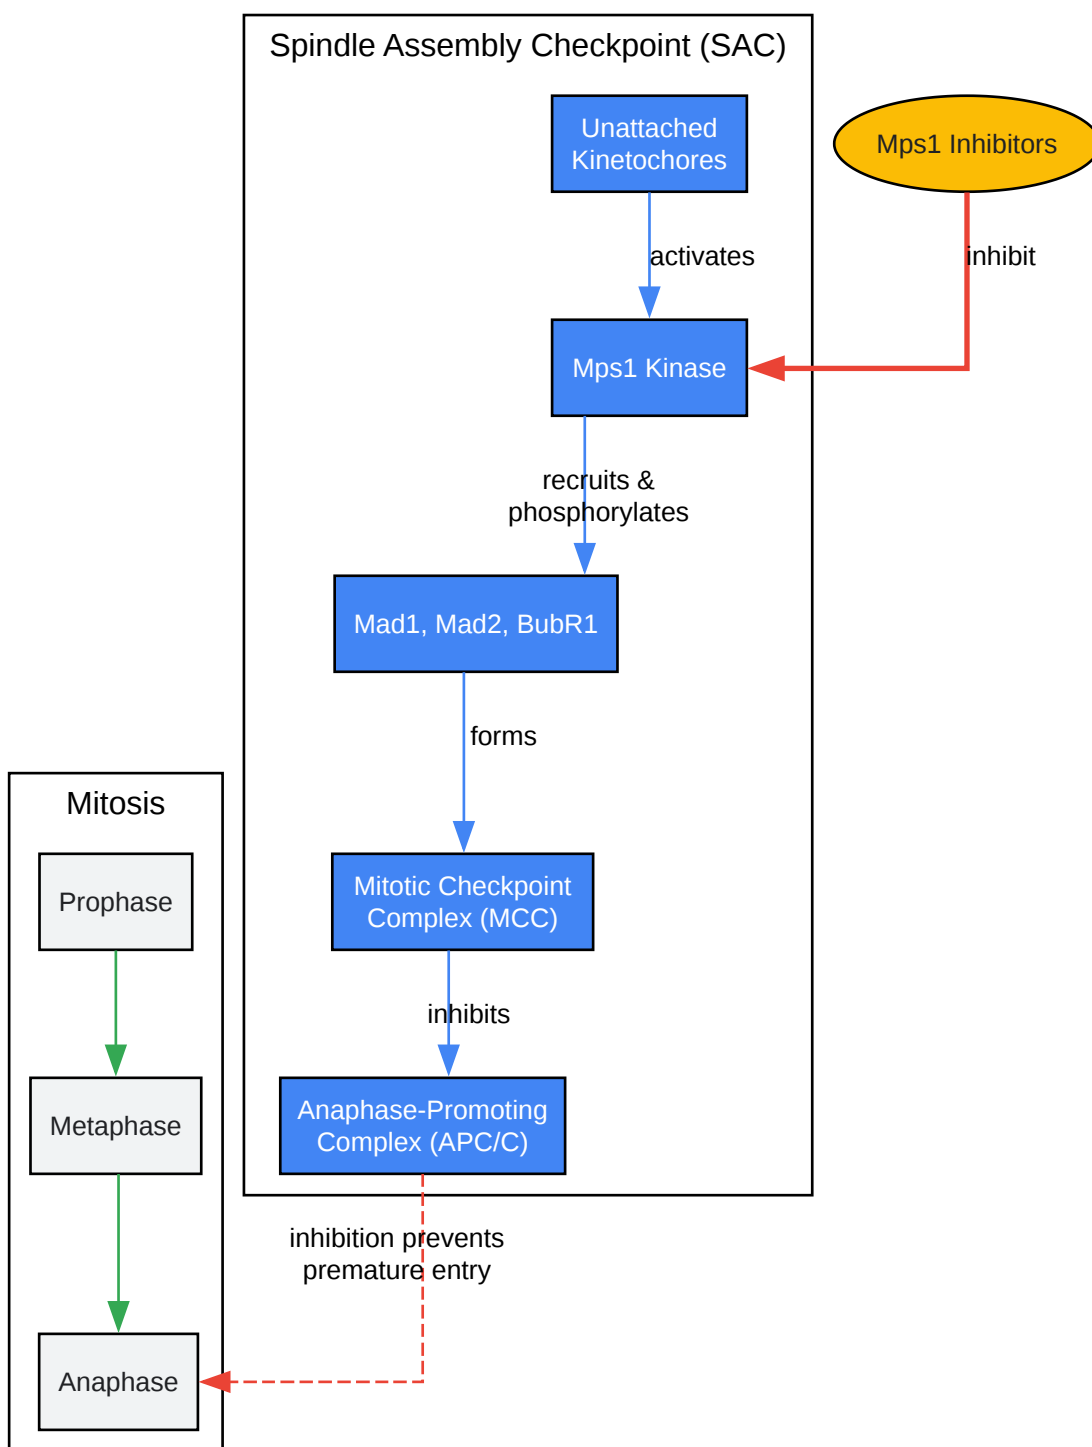 Spindle Assembly Checkpoint (SAC)
Unattached
Kinetochores
Mps1 Inhibitors
activates
inhibit
Mps1 Kinase
recruits &
phosphorylates
Mad1, Mad2, BubR1
forms
Mitosis
Prophase
Mitotic Checkpoint
Complex (MCC)
inhibits
Metaphase
Anaphase-Promoting
Complex (APC/C)
inhibition prevents
premature entry
Anaphase